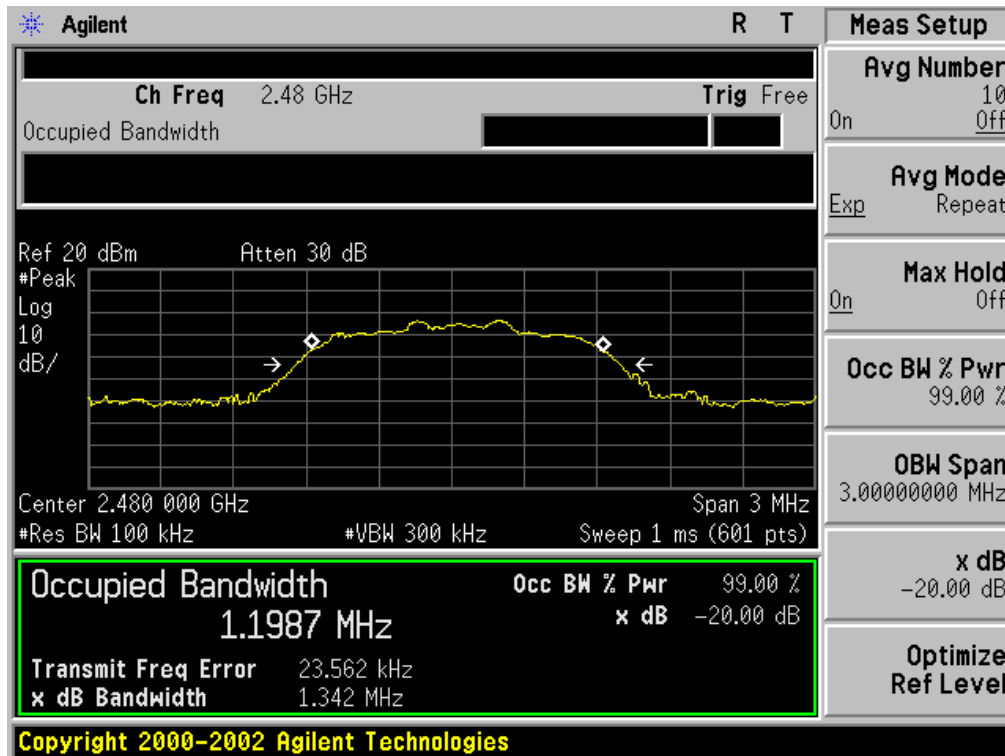 Agilent R T
Ch Freq 2.48 GHz Trig Free
Occupied Bandwidth
Ref 20 dBm Atten 30 dB
#Peak
Log
10
dB/
Center 2.480 000 GHz Span 3 MHz
#Res BW 100 kHz #VBW 300 kHz Sweep 1 ms (601 pts)
Occupied Bandwidth Occ BW % Pwr 99.00 %
1.1987 MHz x dB -20.00 dB
Transmit Freq Error 23.562 kHz
x dB Bandwidth 1.342 MHz
Copyright 2000-2002 Agilent Technologies
Meas Setup
Avg Number
10
On Off
Avg Mode
Exp Repeat
Max Hold
On Off
Occ BW % Pwr
99.00 %
OBW Span
3.00000000 MHz
x dB
-20.00 dB
Optimize
Ref Level